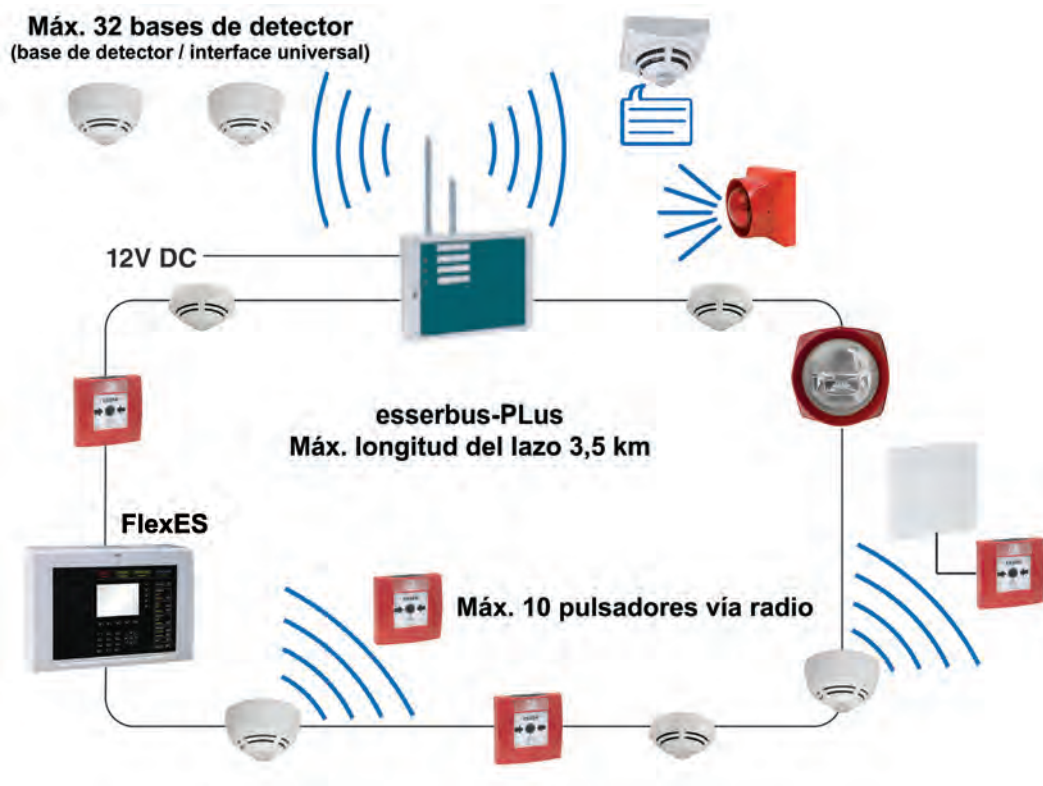 Máx. 32 bases de detector
(base de detector / interface universal)
12V DC
esserbus-PLus
Máx. longitud del lazo 3,5 km
FlexES
Máx. 10 pulsadores vía radio